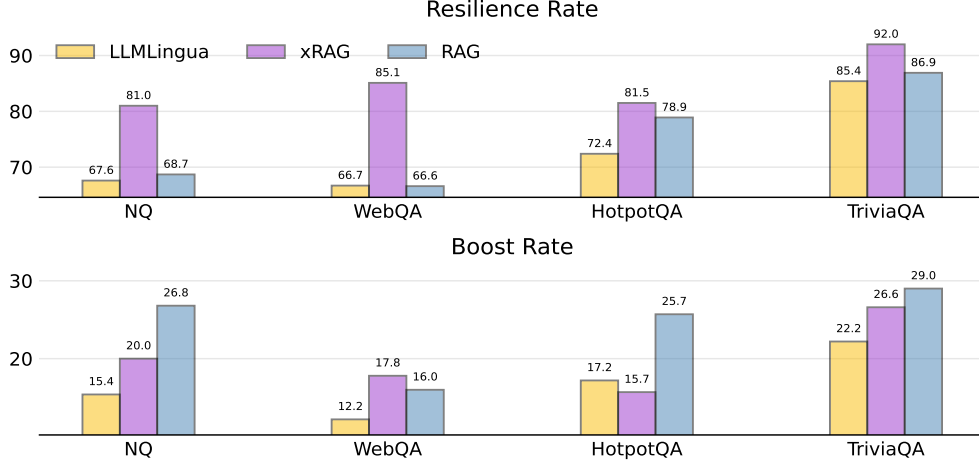 Resilience Rate
LLMLingua xRAG RAG
90
80
70
67.6 81.0 68.7
66.7 85.1 66.6
72.4 81.5 78.9
85.4 92.0 86.9
NQ WebQA HotpotQA TriviaQA
Boost Rate
30
20
15.4 20.0 26.8
12.2 17.8 16.0
17.2 15.7 25.7
22.2 26.6 29.0
NQ WebQA HotpotQA TriviaQA